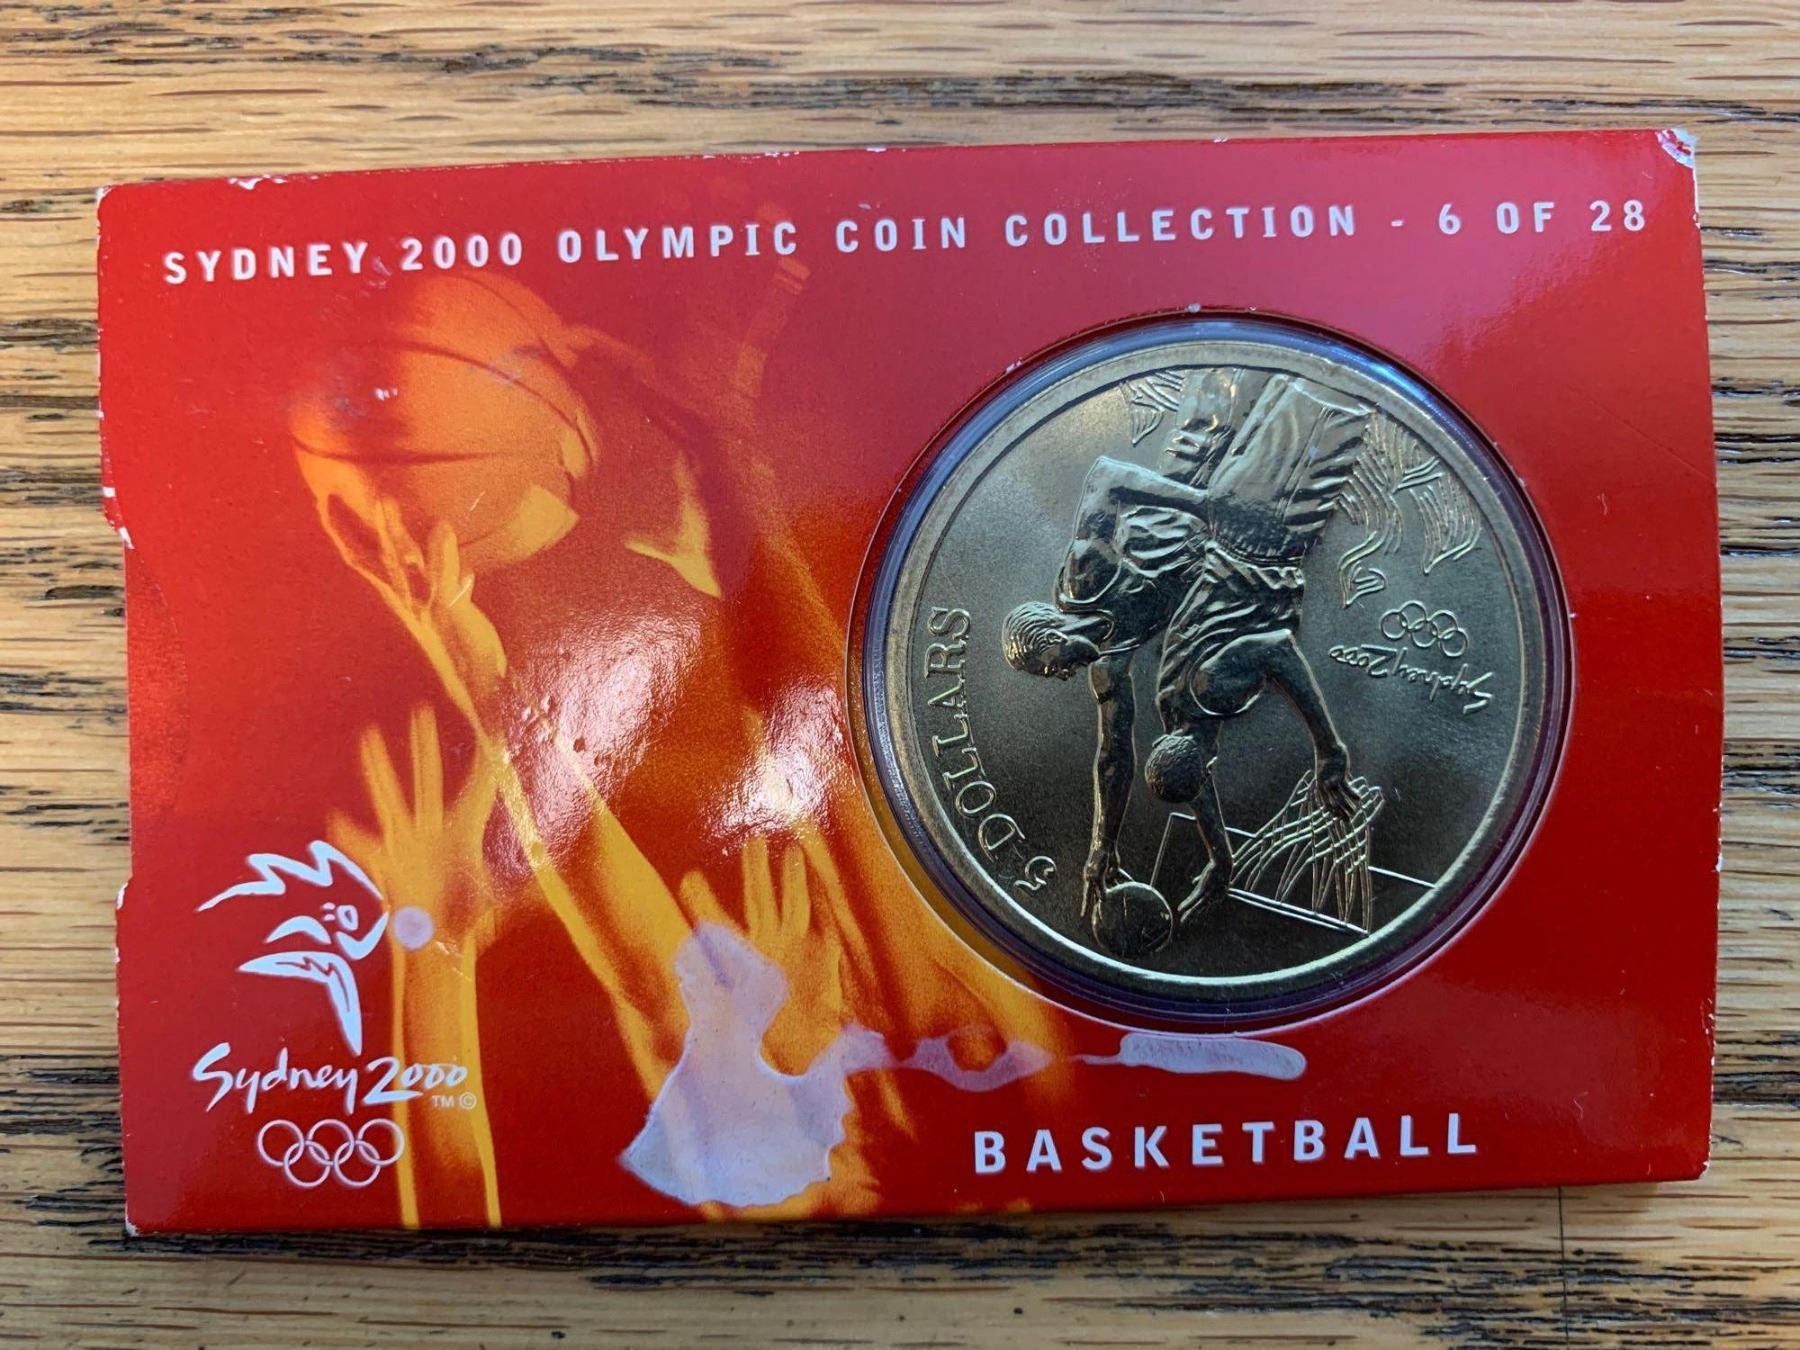 SYDNEY 2000 OLYMPIC COIN COLLECTION - 6 OF 28
5 DOLLARS
Sydney 2000
Sydney 2000
TM ©
BASKETBALL